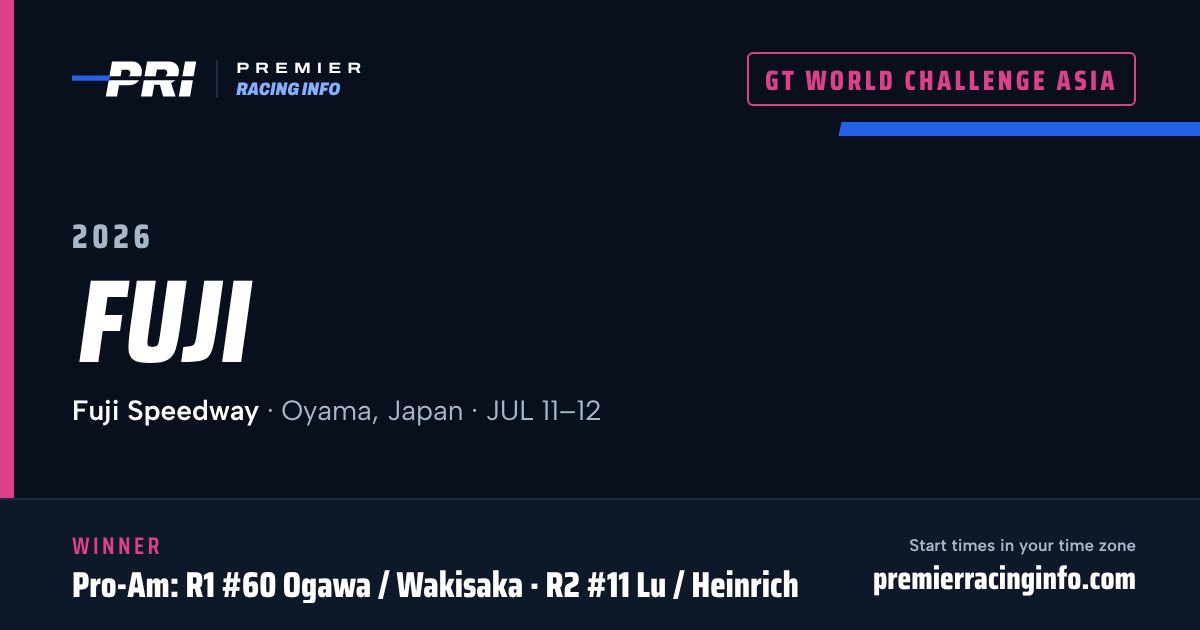 PRI
PREMIER
RACING INFO
GT WORLD CHALLENGE ASIA
2026
FUJI
Fuji Speedway · Oyama, Japan · JUL 11–12
WINNER
Pro-Am: R1 #60 Ogawa / Wakisaka · R2 #11 Lu / Heinrich
Start times in your time zone
premierracinginfo.com